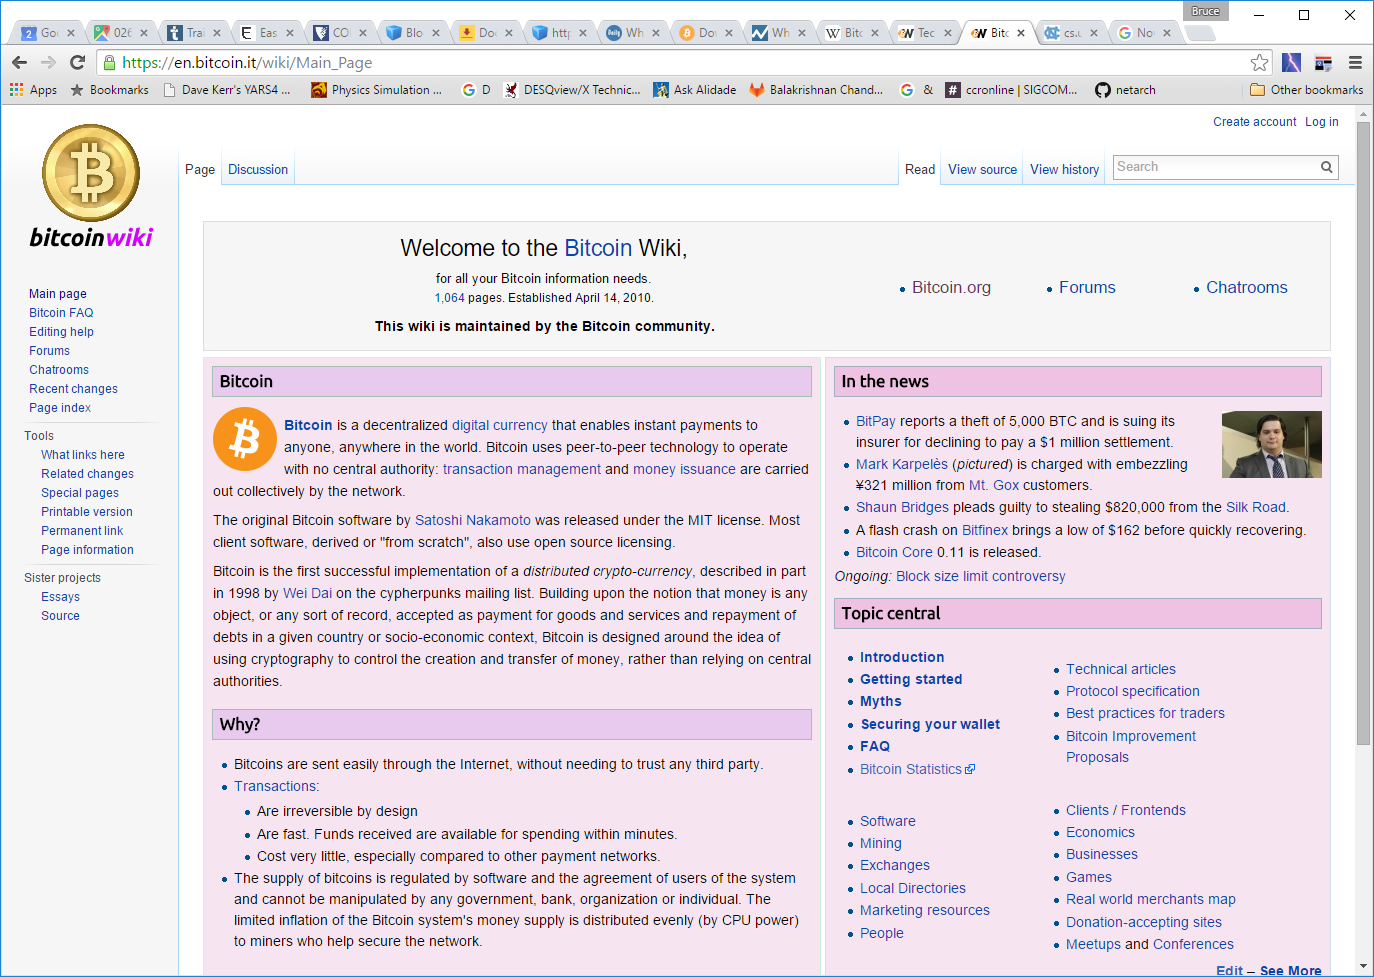 Bruce
Goo
026
Trai
Eas
CO
Blo
Doc
http
Wh
Dov
Wh
Bitc
Tec
Bitc
cs.u
Nov
https://en.bitcoin.it/wiki/Main_Page
Apps Bookmarks Dave Kerr's YARS4 ... Physics Simulation ... D DESQview/X Technic... Ask Alidade Balakrishnan Chand... & ccronline | SIGCOM... netarch Other bookmarks
Create account Log in
Page Discussion Read View source View history Search
bitcoinwiki
Main page
Bitcoin FAQ
Editing help
Forums
Chatrooms
Recent changes
Page index
Tools
What links here
Related changes
Special pages
Printable version
Permanent link
Page information
Sister projects
Essays
Source
Welcome to the Bitcoin Wiki,
for all your Bitcoin information needs.
1,064 pages. Established April 14, 2010.
This wiki is maintained by the Bitcoin community.
Bitcoin.org Forums Chatrooms
Bitcoin
Bitcoin is a decentralized digital currency that enables instant payments to
anyone, anywhere in the world. Bitcoin uses peer-to-peer technology to operate
with no central authority: transaction management and money issuance are carried
out collectively by the network.
The original Bitcoin software by Satoshi Nakamoto was released under the MIT license. Most
client software, derived or "from scratch", also use open source licensing.
Bitcoin is the first successful implementation of a distributed crypto-currency, described in part
in 1998 by Wei Dai on the cypherpunks mailing list. Building upon the notion that money is any
object, or any sort of record, accepted as payment for goods and services and repayment of
debts in a given country or socio-economic context, Bitcoin is designed around the idea of
using cryptography to control the creation and transfer of money, rather than relying on central
authorities.
Why?
Bitcoins are sent easily through the Internet, without needing to trust any third party.
Transactions:
Are irreversible by design
Are fast. Funds received are available for spending within minutes.
Cost very little, especially compared to other payment networks.
The supply of bitcoins is regulated by software and the agreement of users of the system
and cannot be manipulated by any government, bank, organization or individual. The
limited inflation of the Bitcoin system's money supply is distributed evenly (by CPU power)
to miners who help secure the network.
In the news
BitPay reports a theft of 5,000 BTC and is suing its
insurer for declining to pay a $1 million settlement.
Mark Karpelès (pictured) is charged with embezzling
¥321 million from Mt. Gox customers.
Shaun Bridges pleads guilty to stealing $820,000 from the Silk Road.
A flash crash on Bitfinex brings a low of $162 before quickly recovering.
Bitcoin Core 0.11 is released.
Ongoing: Block size limit controversy
Topic central
Introduction
Getting started
Myths
Securing your wallet
FAQ
Bitcoin Statistics
Technical articles
Protocol specification
Best practices for traders
Bitcoin Improvement
Proposals
Software
Mining
Exchanges
Local Directories
Marketing resources
People
Clients / Frontends
Economics
Businesses
Games
Real world merchants map
Donation-accepting sites
Meetups and Conferences
Edit – See More